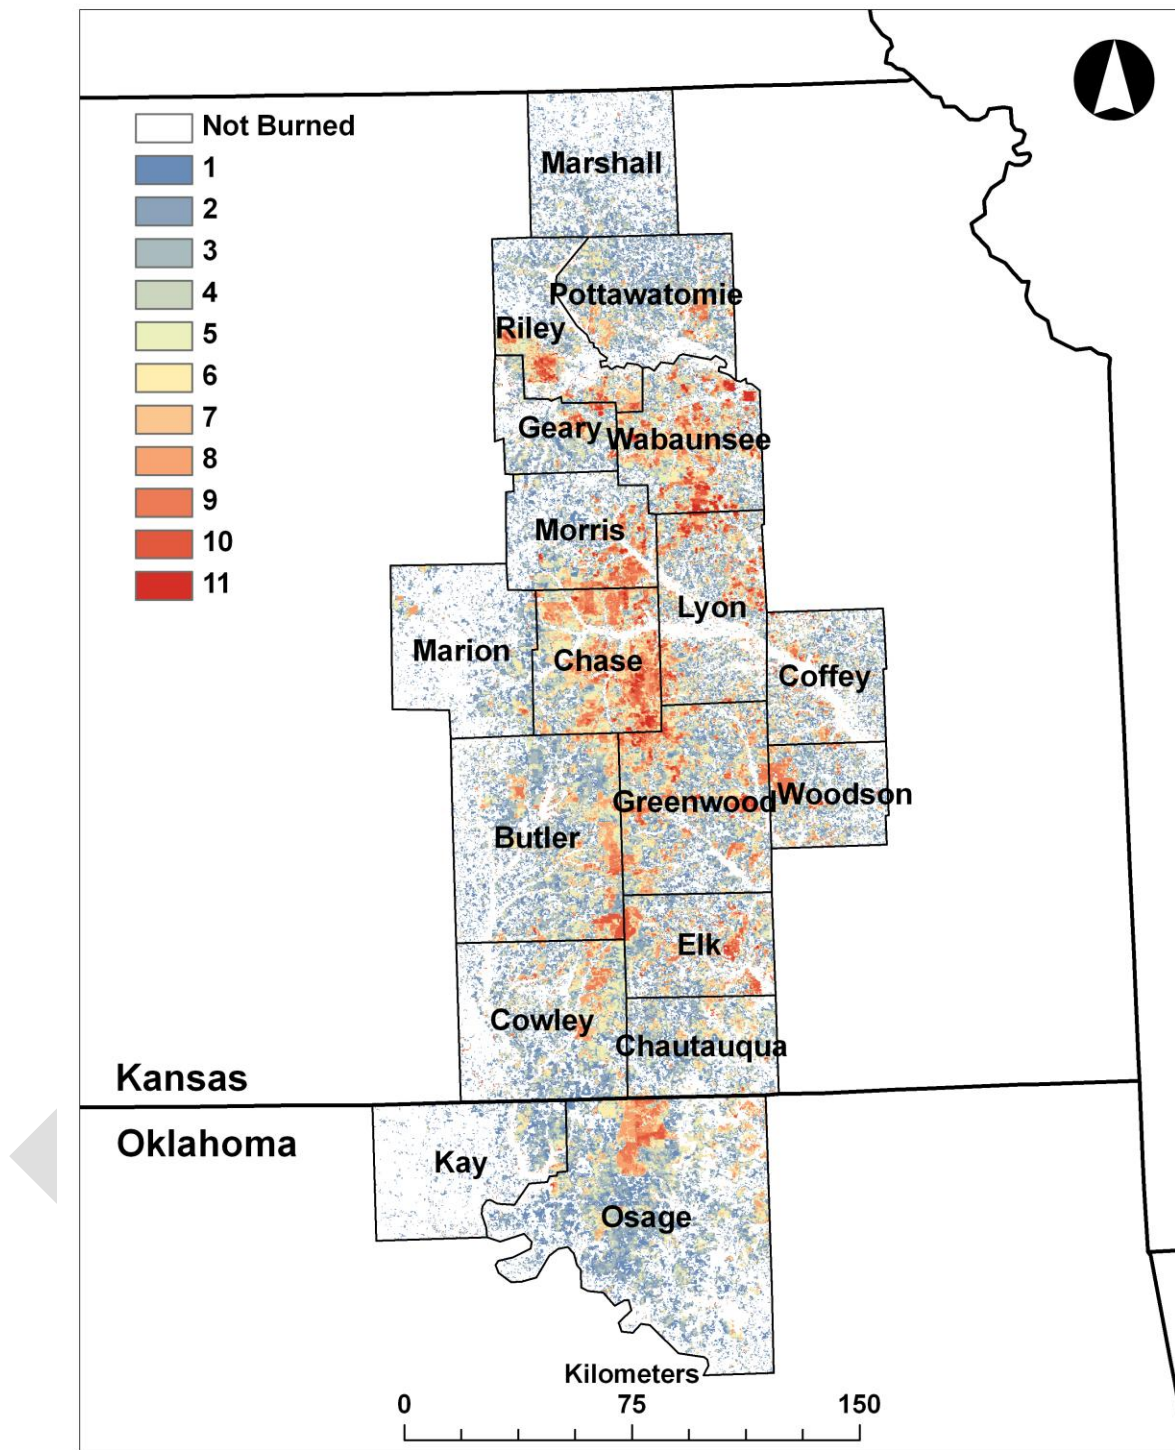 Not Burned
1
2
3
4
5
6
7
8
9
10
11
Marshall
Pottawatomie
Riley
Geary
Wabaunsee
Morris
Lyon
Marion
Chase
Coffey
Greenwood
Woodson
Butler
Elk
Cowley
Chautauqua
Kansas
Oklahoma
Kay
Osage
Kilometers
0 75 150